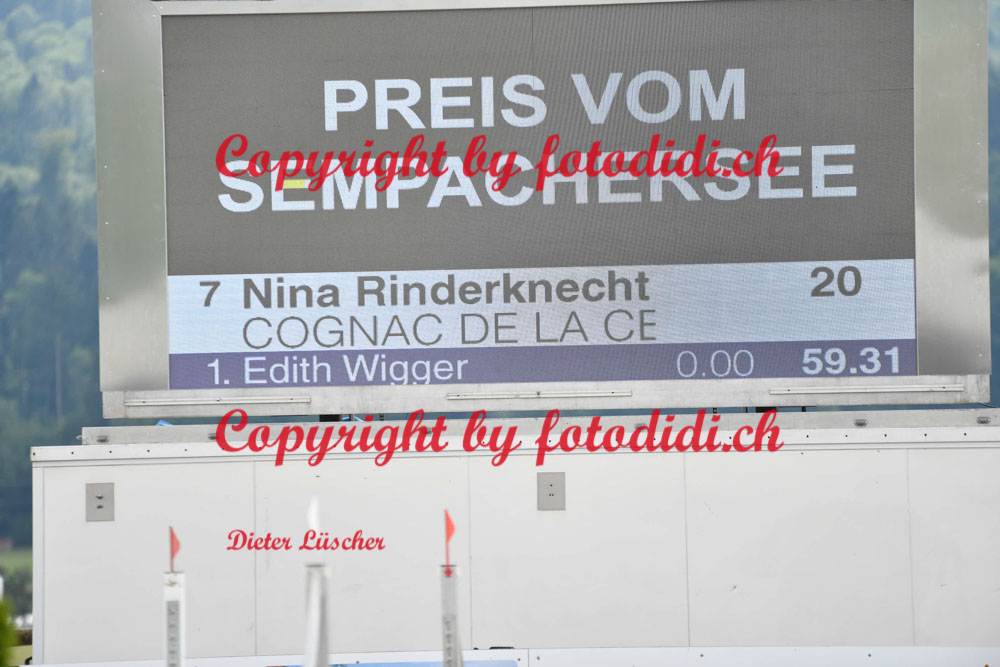 PREIS VOM
Copyright by fotodidi.ch
SEMPACHERSEE
7 Nina Rinderknecht 20
COGNAC DE LA CE
1. Edith Wigger 0.00 59.31
Copyright by fotodidi.ch
Dieter Lüscher